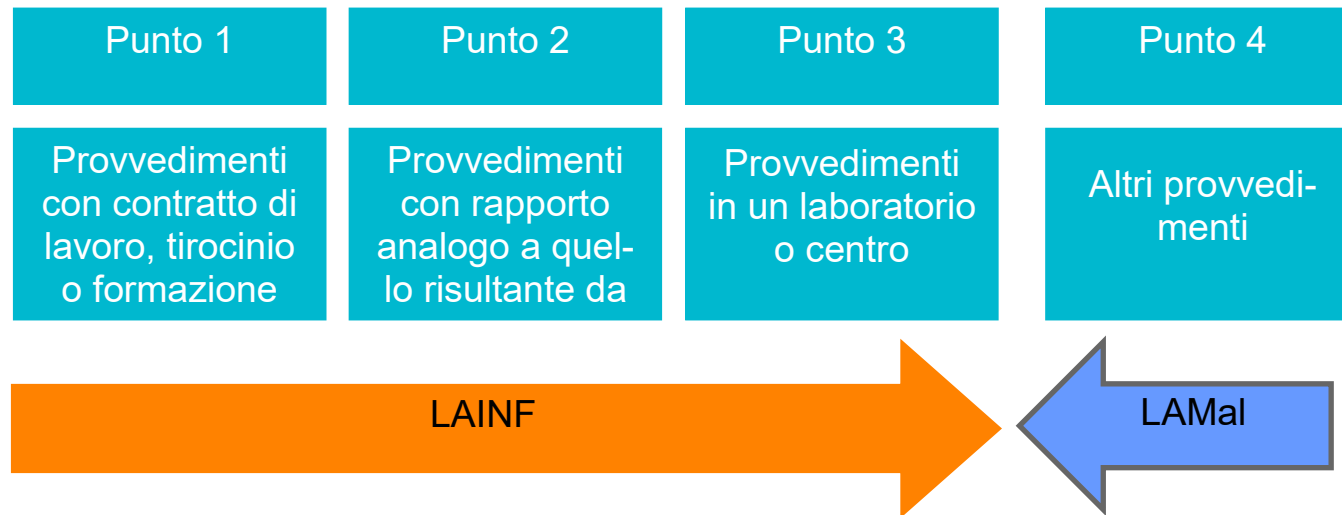 Punto 1
Punto 2
Punto 3
Punto 4
Provvedimenti
con contratto di
lavoro, tirocinio
o formazione
Provvedimenti
con rapporto
analogo a quel-
lo risultante da
Provvedimenti
in un laboratorio
o centro
Altri provvedi-
menti
LAINF
LAMal